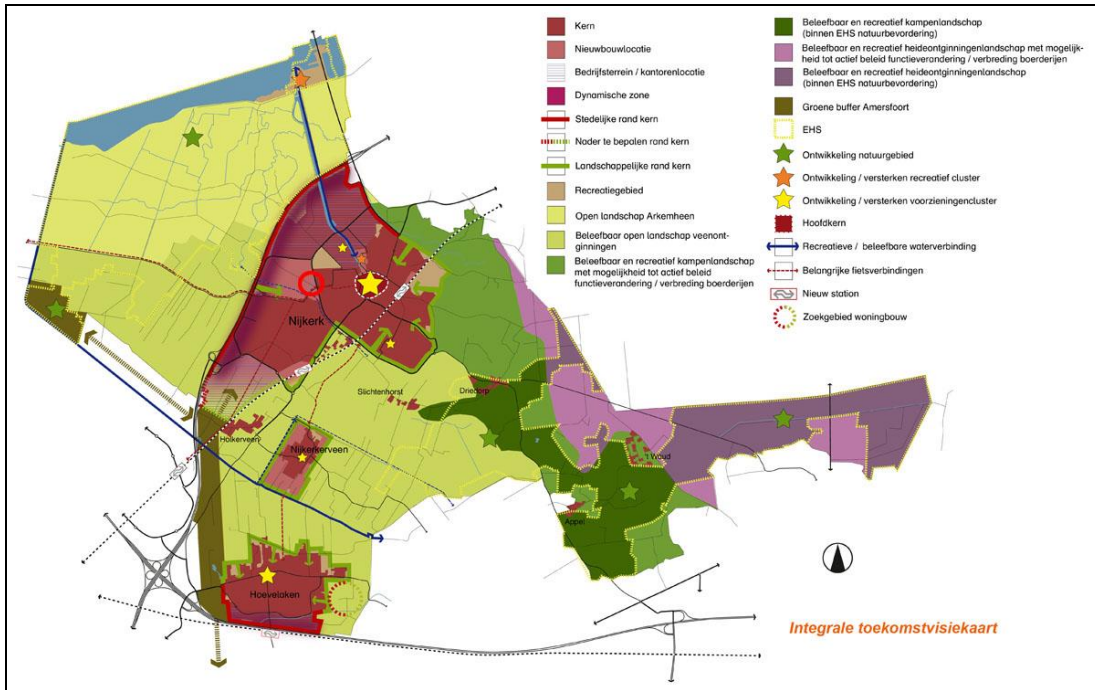 Kern
Nieuwbouwlocatie
Bedrijfsterrein / kantorenlocatie
Dynamische zone
Stedelijke rand kern
Nader te bepalen rand kern
Landschappelijke rand kern
Recreatiegebied
Open landschap Arkemheen
Beleefbaar open landschap veenont-
ginningen
Beleefbaar en recreatief kampenlandschap
met mogelijkheid tot actief beleid
functieverandering / verbreding boerderijen
Beleefbaar en recreatief kampenlandschap
(binnen EHS natuurbevordering)
Beleefbaar en recreatief heideontginningenlandschap met mogelijk-
heid tot actief beleid functieverandering / verbreding boerderijen
Beleefbaar en recreatief heideontginningenlandschap
(binnen EHS natuurbevordering)
Groene buffer Amersfoort
EHS
Ontwikkeling natuurgebied
Ontwikkeling / versterken recreatief cluster
Ontwikkeling / versterken voorzieningencluster
Hoofdkern
Recreatieve / beleefbare waterverbinding
Belangrijke fietsverbindingen
Nieuw station
Zoekgebied woningbouw
Nijkerk
Slichtenhorst
Driedorp
Holkerveen
Nijkerkerveen
't Woud
Appel
Hoevelaken
Integrale toekomstvisiekaart